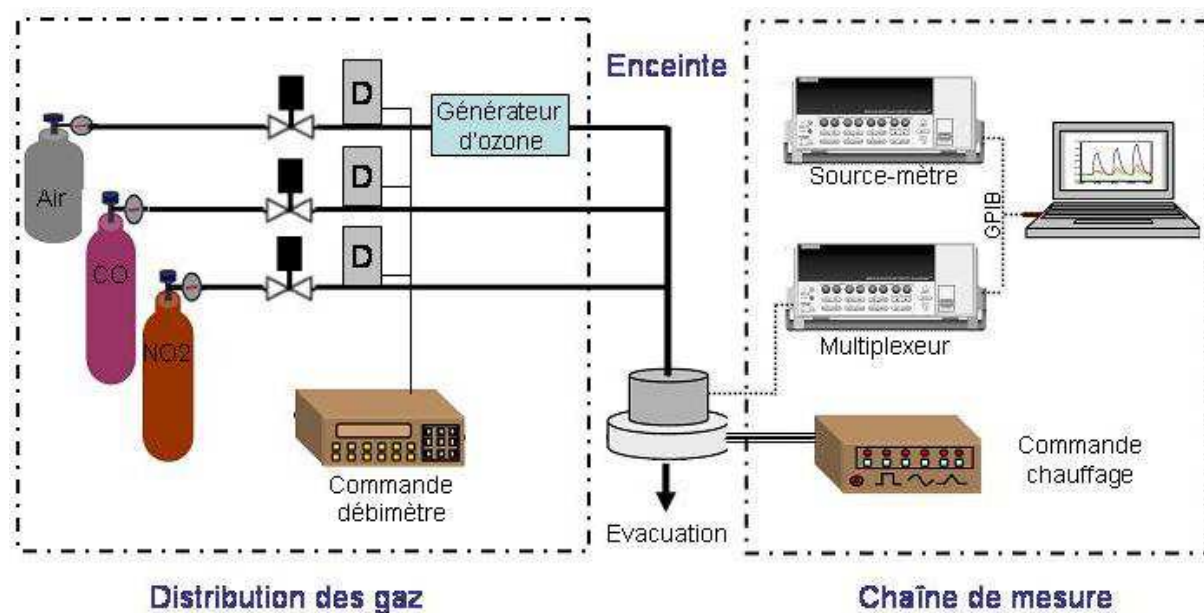 Enceinte
D
Générateur
d'ozone
Air
D
Source-mètre
GPIB
CO
D
NO2
Multiplexeur
Commande
débimètre
Commande
chauffage
Evacuation
Distribution des gaz
Chaîne de mesure